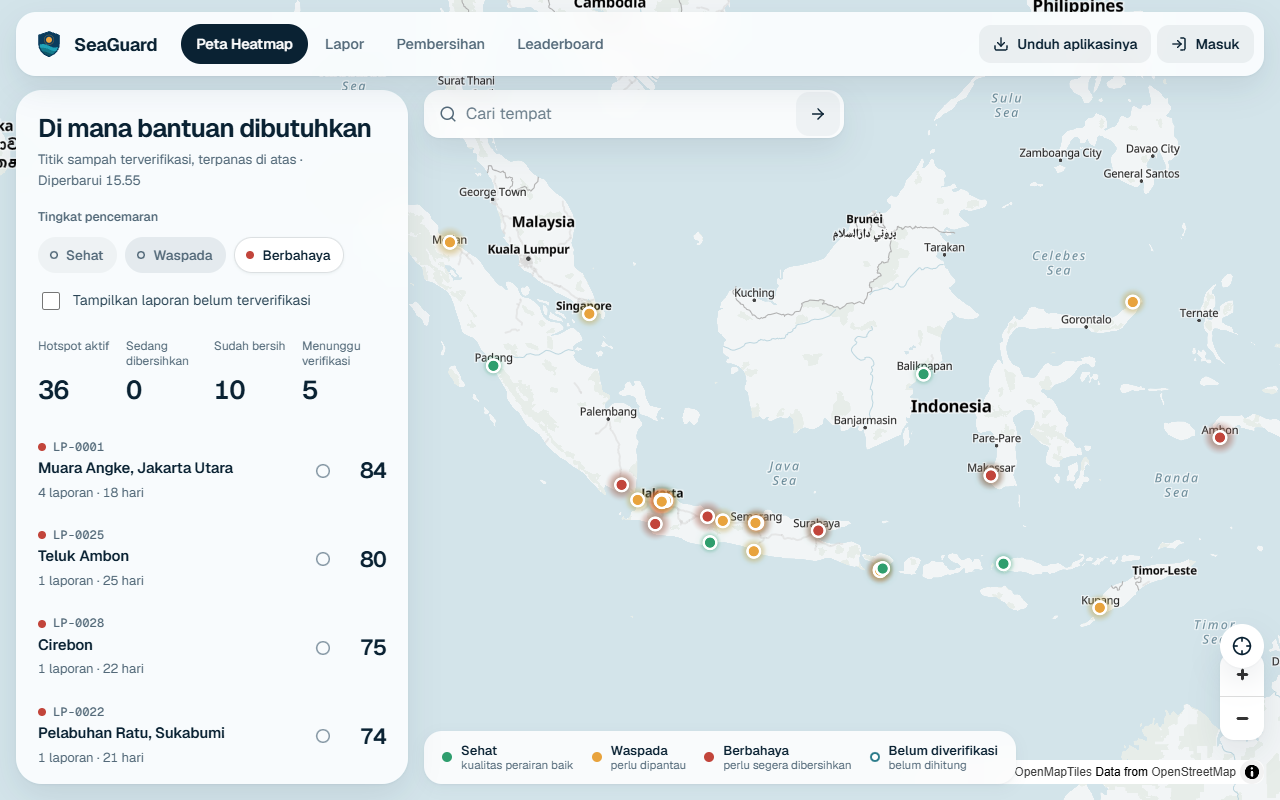 SeaGuard
Peta Heatmap
Lapor
Pembersihan
Leaderboard
Unduh aplikasinya
Masuk
Di mana bantuan dibutuhkan
Titik sampah terverifikasi, terpanas di atas ·
Diperbarui 15.55
Tingkat pencemaran
Sehat
Waspada
Berbahaya
Tampilkan laporan belum terverifikasi
Hotspot aktif
36
Sedang
dibersihkan
0
Sudah bersih
10
Menunggu
verifikasi
5
LP-0001
Muara Angke, Jakarta Utara
4 laporan · 18 hari
84
LP-0025
Teluk Ambon
1 laporan · 25 hari
80
LP-0028
Cirebon
1 laporan · 22 hari
75
LP-0022
Pelabuhan Ratu, Sukabumi
1 laporan · 21 hari
74
Cari tempat
Cambodia
Philippines
Surat Thani
Sea
Sulu
Sea
Zamboanga City
Davao City
General Santos
George Town
Malaysia
Kuala Lumpur
Brunei
بروني دارالسلام
Tarakan
Celebes
Sea
Kuching
Singapore
Gorontalo
Ternate
Padang
Balikpapan
Indonesia
Palembang
Banjarmasin
Pare-Pare
Ambon
Java
Sea
Makassar
Banda
Sea
Jakarta
Semarang
Surabaya
Timor-Leste
Kupang
Timor
Sehat
kualitas perairan baik
Waspada
perlu dipantau
Berbahaya
perlu segera dibersihkan
Belum diverifikasi
belum dihitung
OpenMapTiles Data from OpenStreetMap